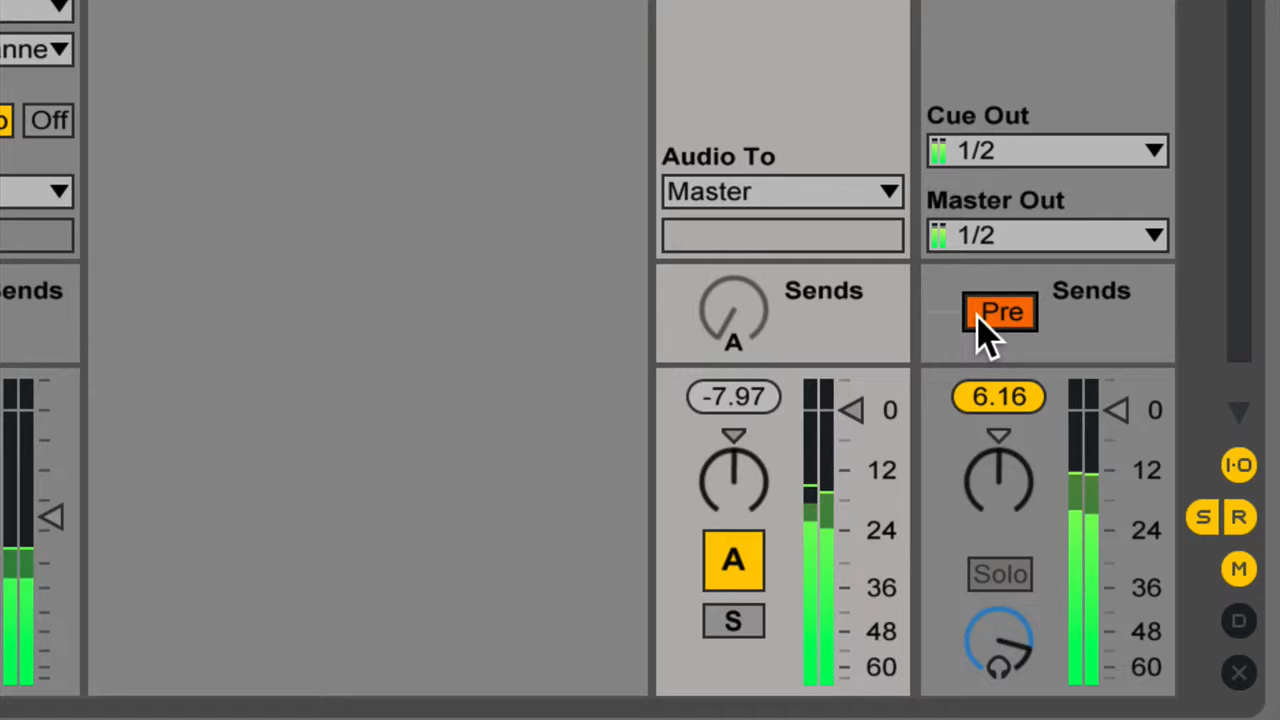 nne
Off
Audio To
Master
Cue Out
1/2
Master Out
1/2
ends
A
Sends
Pre
Sends
-7.97
0
12
24
36
48
60
A
S
6.16
0
12
24
36
48
60
Solo
I·O
S R
M
D
X